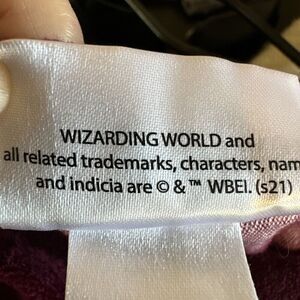 WIZARDING WORLD and
all related trademarks, characters, nam
and indicia are © & ™ WBEI. (s21)